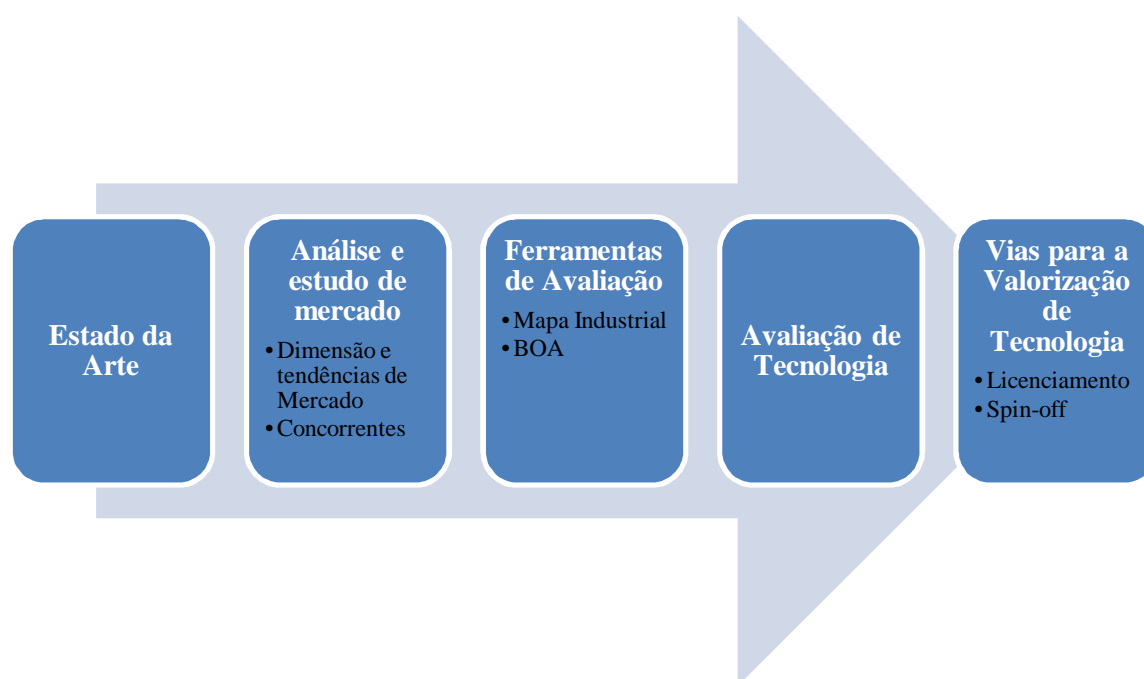 Estado da
Arte
Análise e
estudo de
mercado
• Dimensão e
tendências de
Mercado
• Concorrentes
Ferramentas
de Avaliação
• Mapa Industrial
• BOA
Avaliação de
Tecnologia
Vias para a
Valorização
de
Tecnologia
• Licenciamento
• Spin-off